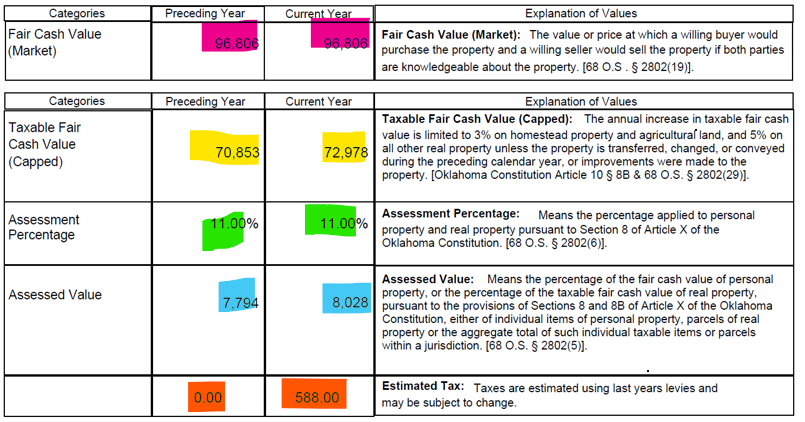 Categories Preceding Year Current Year Explanation of Values
Fair Cash Value
(Market)
96,806 96,806
Fair Cash Value (Market): The value or price at which a willing buyer would
purchase the property and a willing seller would sell the property if both parties
are knowledgeable about the property. [68 O.S . § 2802(19)].
Categories Preceding Year Current Year Explanation of Values
Taxable Fair
Cash Value
(Capped)
70,853 72,978
Taxable Fair Cash Value (Capped): The annual increase in taxable fair cash
value is limited to 3% on homestead property and agricultural land, and 5% on
all other real property unless the property is transferred, changed, or conveyed
during the preceding calendar year, or improvements were made to the
property. [Oklahoma Constitution Article 10 § 8B & 68 O.S. § 2802(29)].
Assessment
Percentage
11.00% 11.00%
Assessment Percentage: Means the percentage applied to personal
property and real property pursuant to Section 8 of Article X of the
Oklahoma Constitution. [68 O.S. § 2802(6)].
Assessed Value
7,794 8,028
Assessed Value: Means the percentage of the fair cash value of personal
property, or the percentage of the taxable fair cash value of real property,
pursuant to the provisions of Sections 8 and 8B of Article X of the Oklahoma
Constitution, either of individual items of personal property, parcels of real
property or the aggregate total of such individual taxable items or parcels
within a jurisdiction. [68 O.S. § 2802(5)].
0.00 588.00
Estimated Tax: Taxes are estimated using last years levies and
may be subject to change.